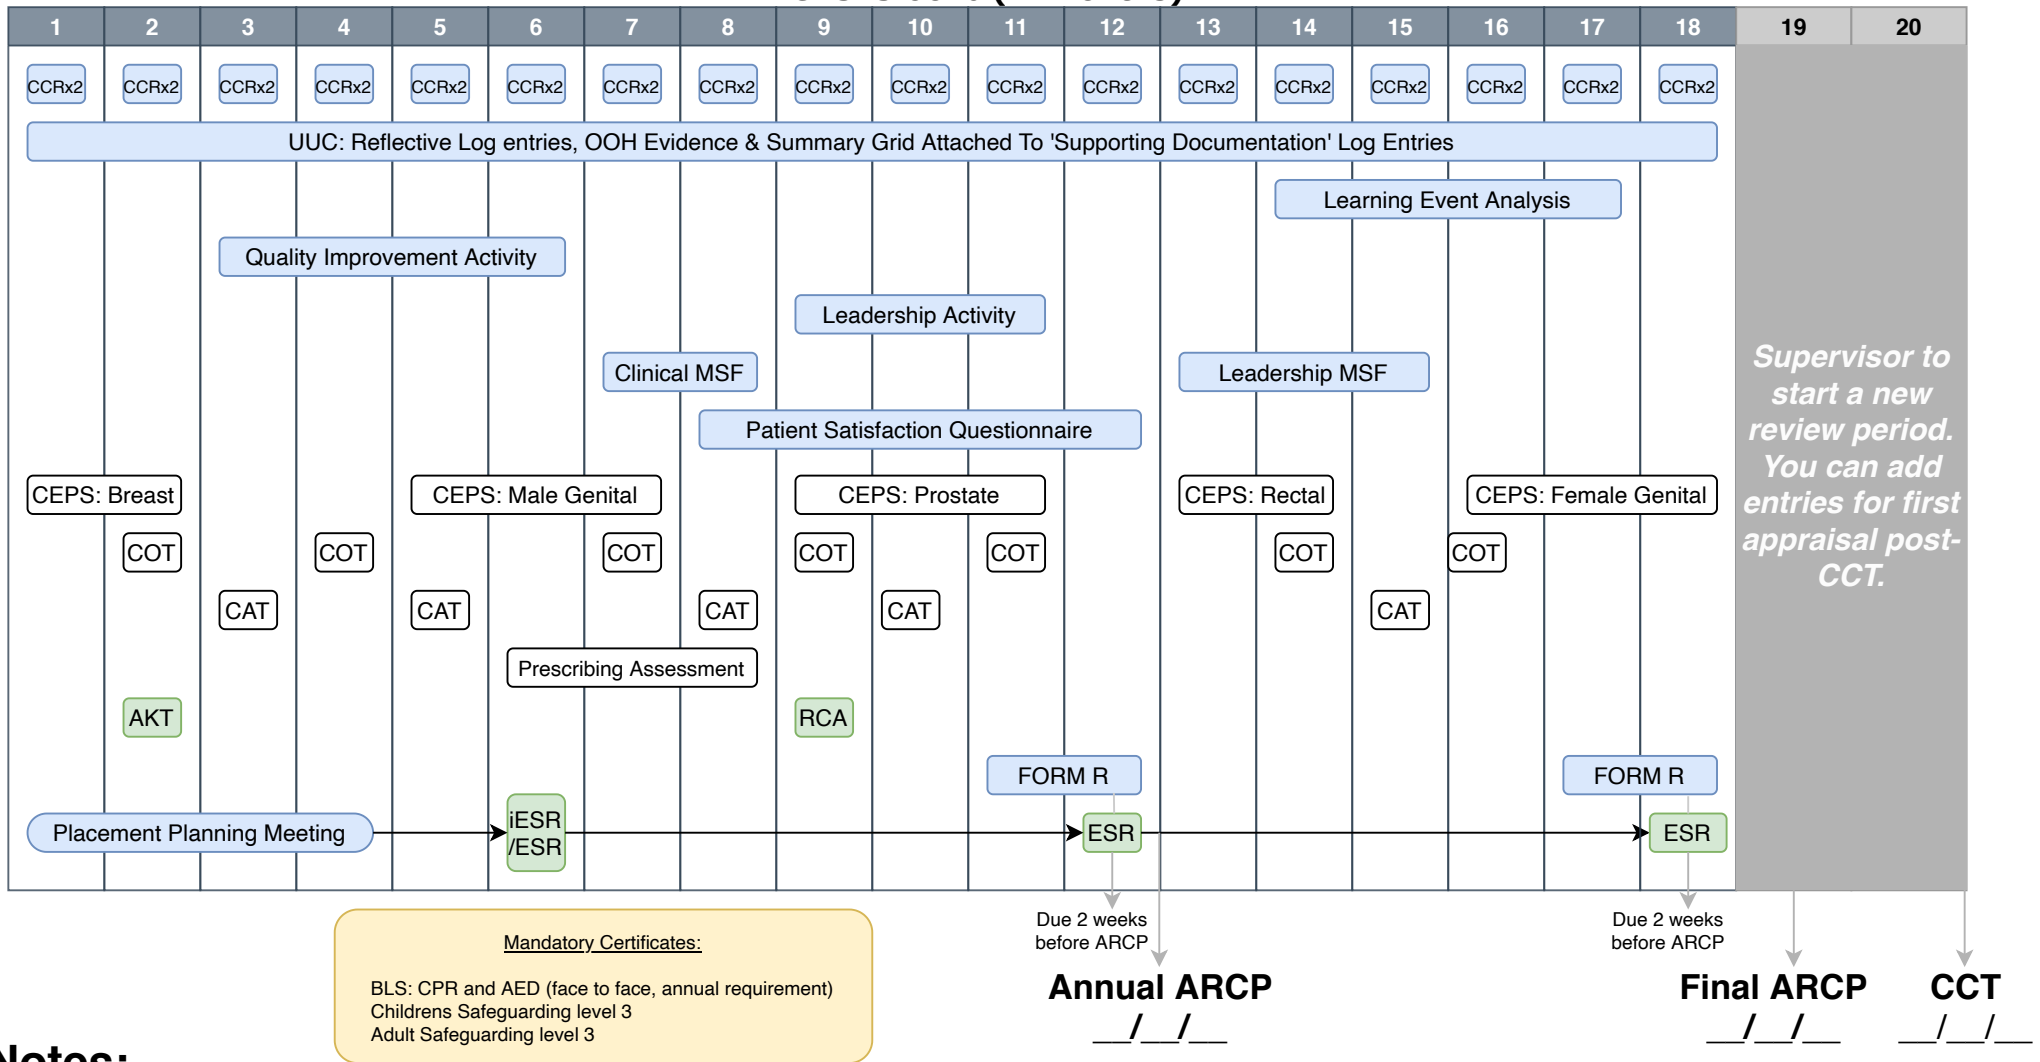 1 2 3 4 5 6 7 8 9 10 11 12 13 14 15 16 17 18 19 20
CCRx2 CCRx2 CCRx2 CCRx2 CCRx2 CCRx2 CCRx2 CCRx2 CCRx2 CCRx2 CCRx2 CCRx2 CCRx2 CCRx2 CCRx2 CCRx2 CCRx2 CCRx2
UUC: Reflective Log entries, OOH Evidence & Summary Grid Attached To 'Supporting Documentation' Log Entries
Learning Event Analysis
Quality Improvement Activity
Leadership Activity
Clinical MSF Leadership MSF
Patient Satisfaction Questionnaire
CEPS: Breast CEPS: Male Genital CEPS: Prostate CEPS: Rectal CEPS: Female Genital
COT COT COT COT COT COT COT
CAT CAT CAT CAT CAT
Prescribing Assessment
AKT RCA
FORM R FORM R
Placement Planning Meeting
iESR
/ESR
ESR
ESR
Supervisor to
start a new
review period.
You can add
entries for first
appraisal post-
CCT.
Due 2 weeks
before ARCP
Due 2 weeks
before ARCP
Annual ARCP
__/__/__
Final ARCP
__/__/__
CCT
__/__/__
Mandatory Certificates:
BLS: CPR and AED (face to face, annual requirement)
Childrens Safeguarding level 3
Adult Safeguarding level 3
Notes: